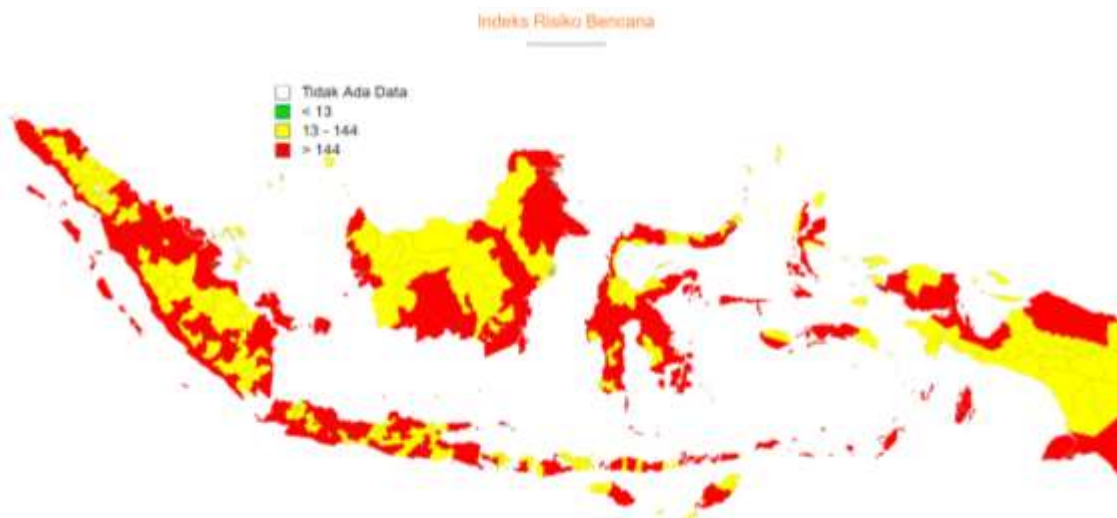 Indeks Risiko Bencana
Tidak Ada Data
< 13
13 - 144
> 144